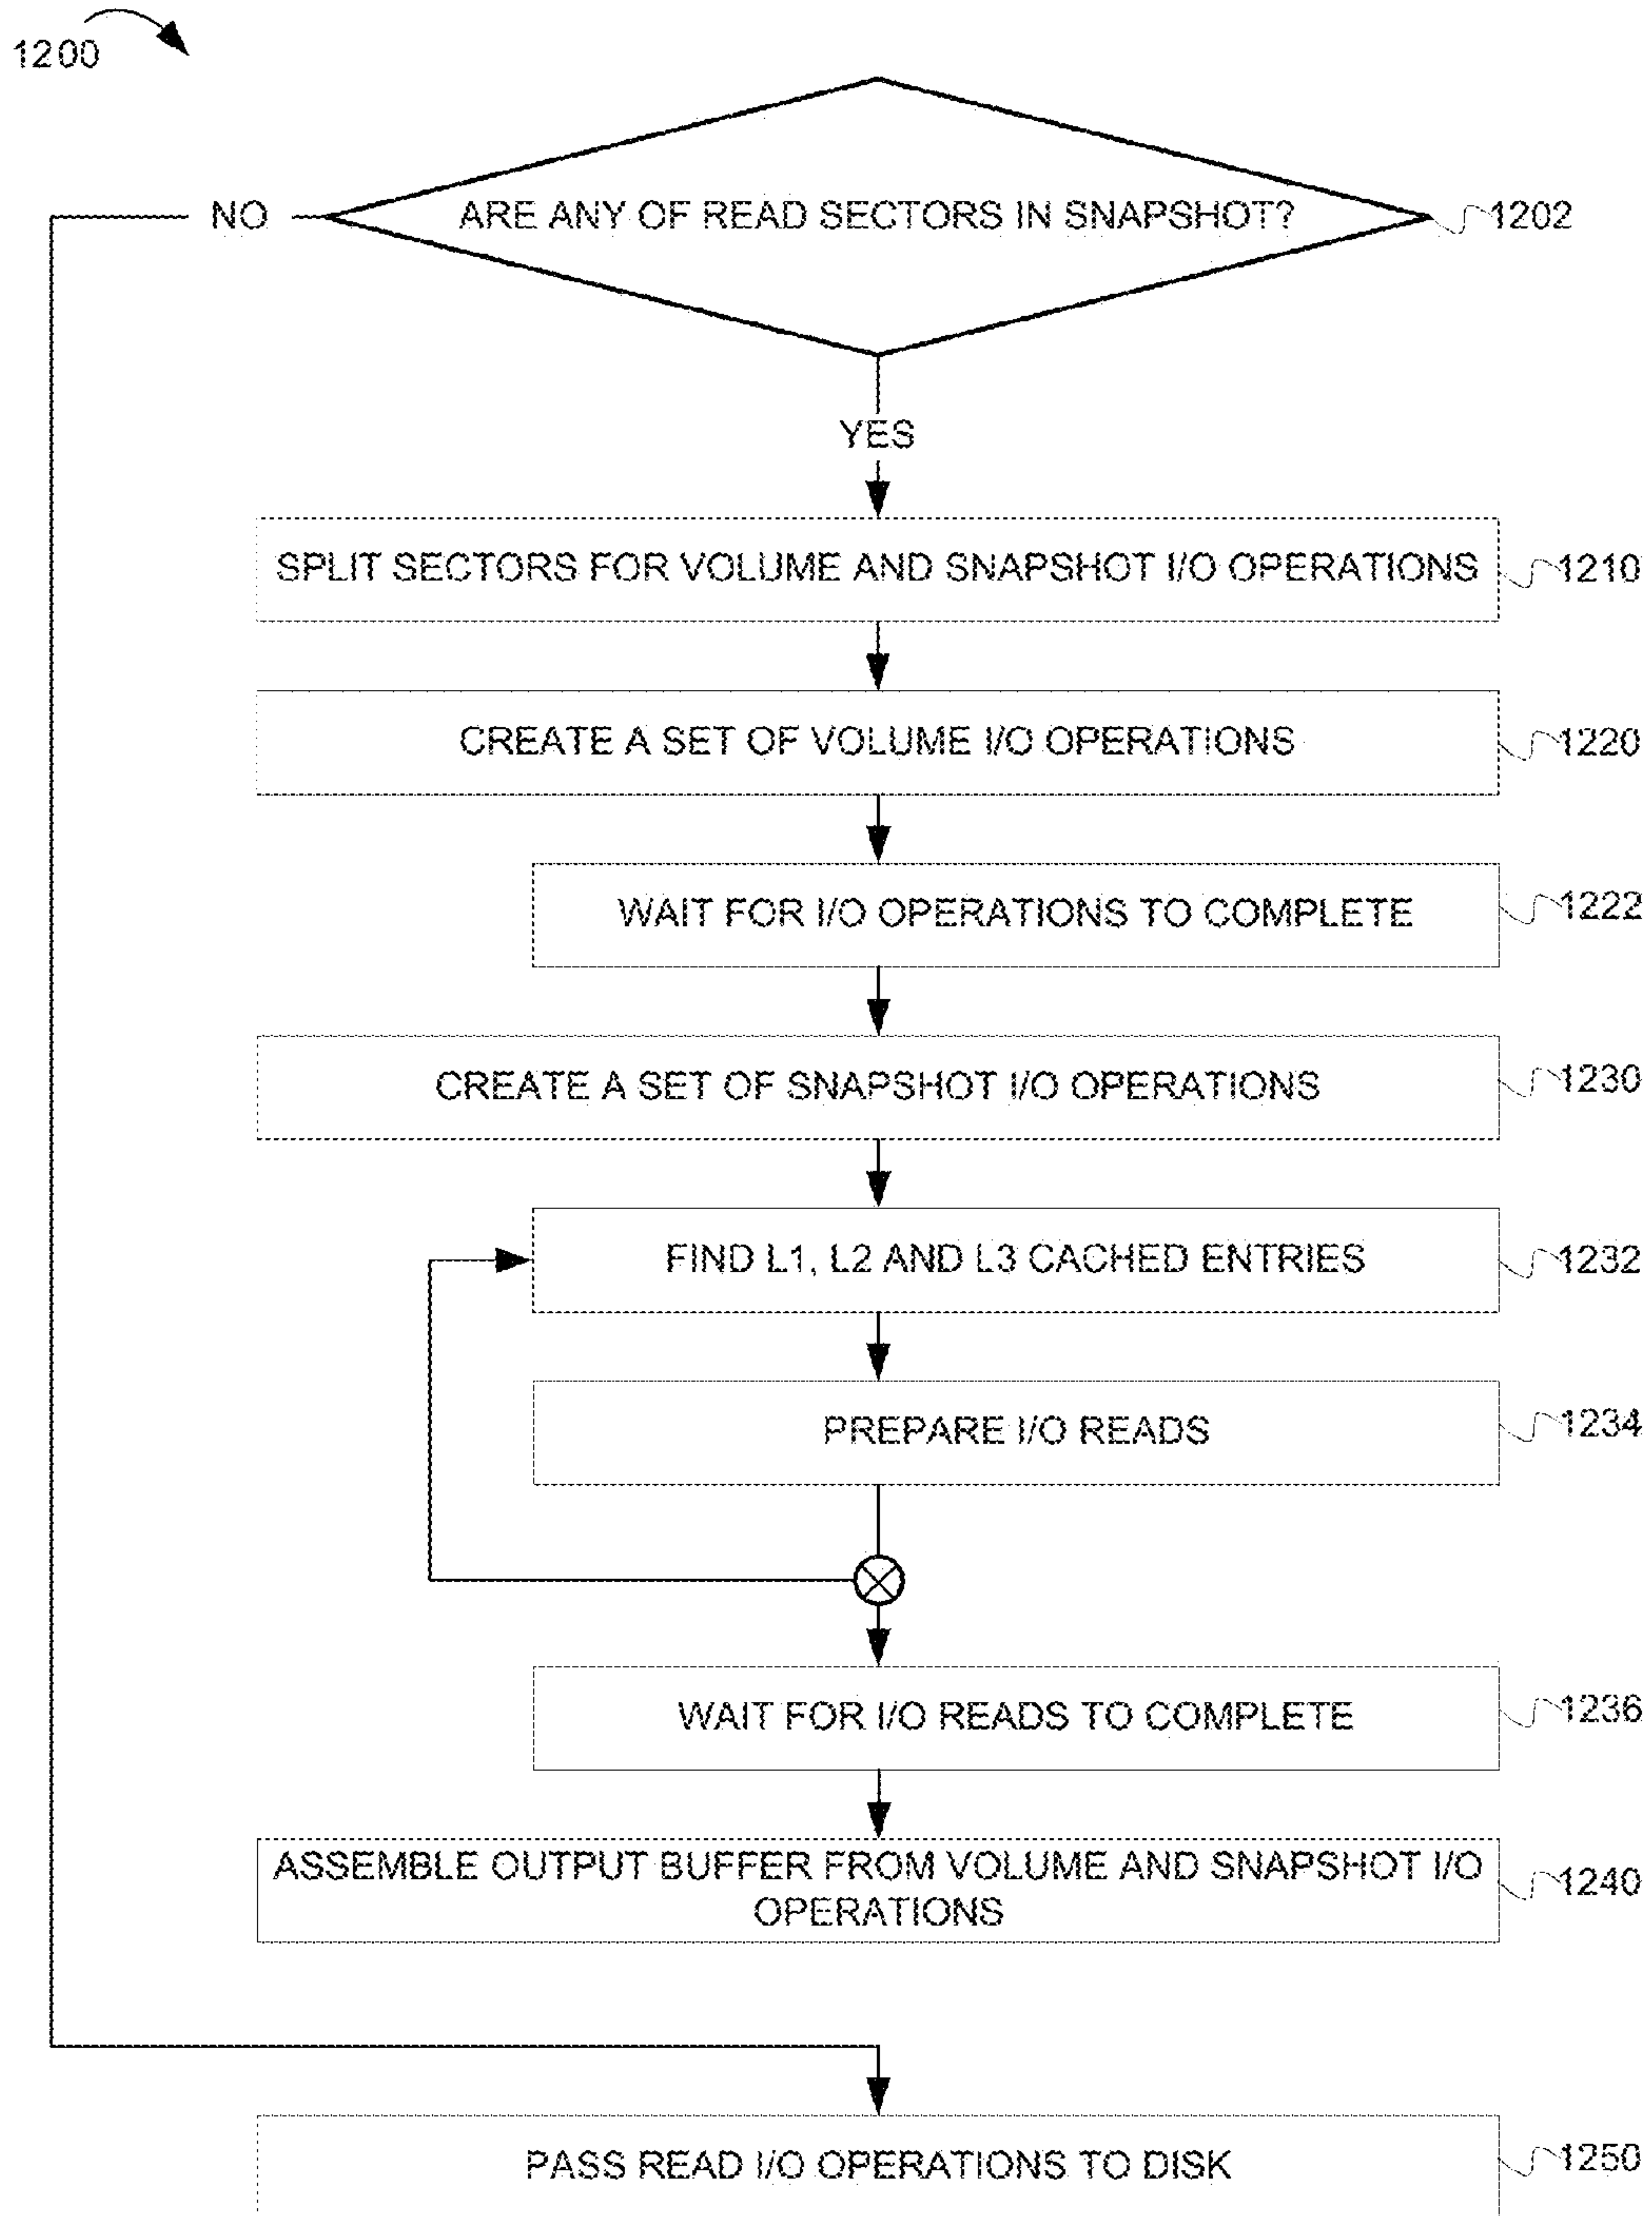 1200
ARE ANY OF READ SECTORS IN SNAPSHOT?
1202
NO
YES
SPLIT SECTORS FOR VOLUME AND SNAPSHOT I/O OPERATIONS
1210
CREATE A SET OF VOLUME I/O OPERATIONS
1220
WAIT FOR I/O OPERATIONS TO COMPLETE
1222
CREATE A SET OF SNAPSHOT I/O OPERATIONS
1230
FIND L1, L2 AND L3 CACHED ENTRIES
1232
PREPARE I/O READS
1234
WAIT FOR I/O READS TO COMPLETE
1236
ASSEMBLE OUTPUT BUFFER FROM VOLUME AND SNAPSHOT I/O
OPERATIONS
1240
PASS READ I/O OPERATIONS TO DISK
1250